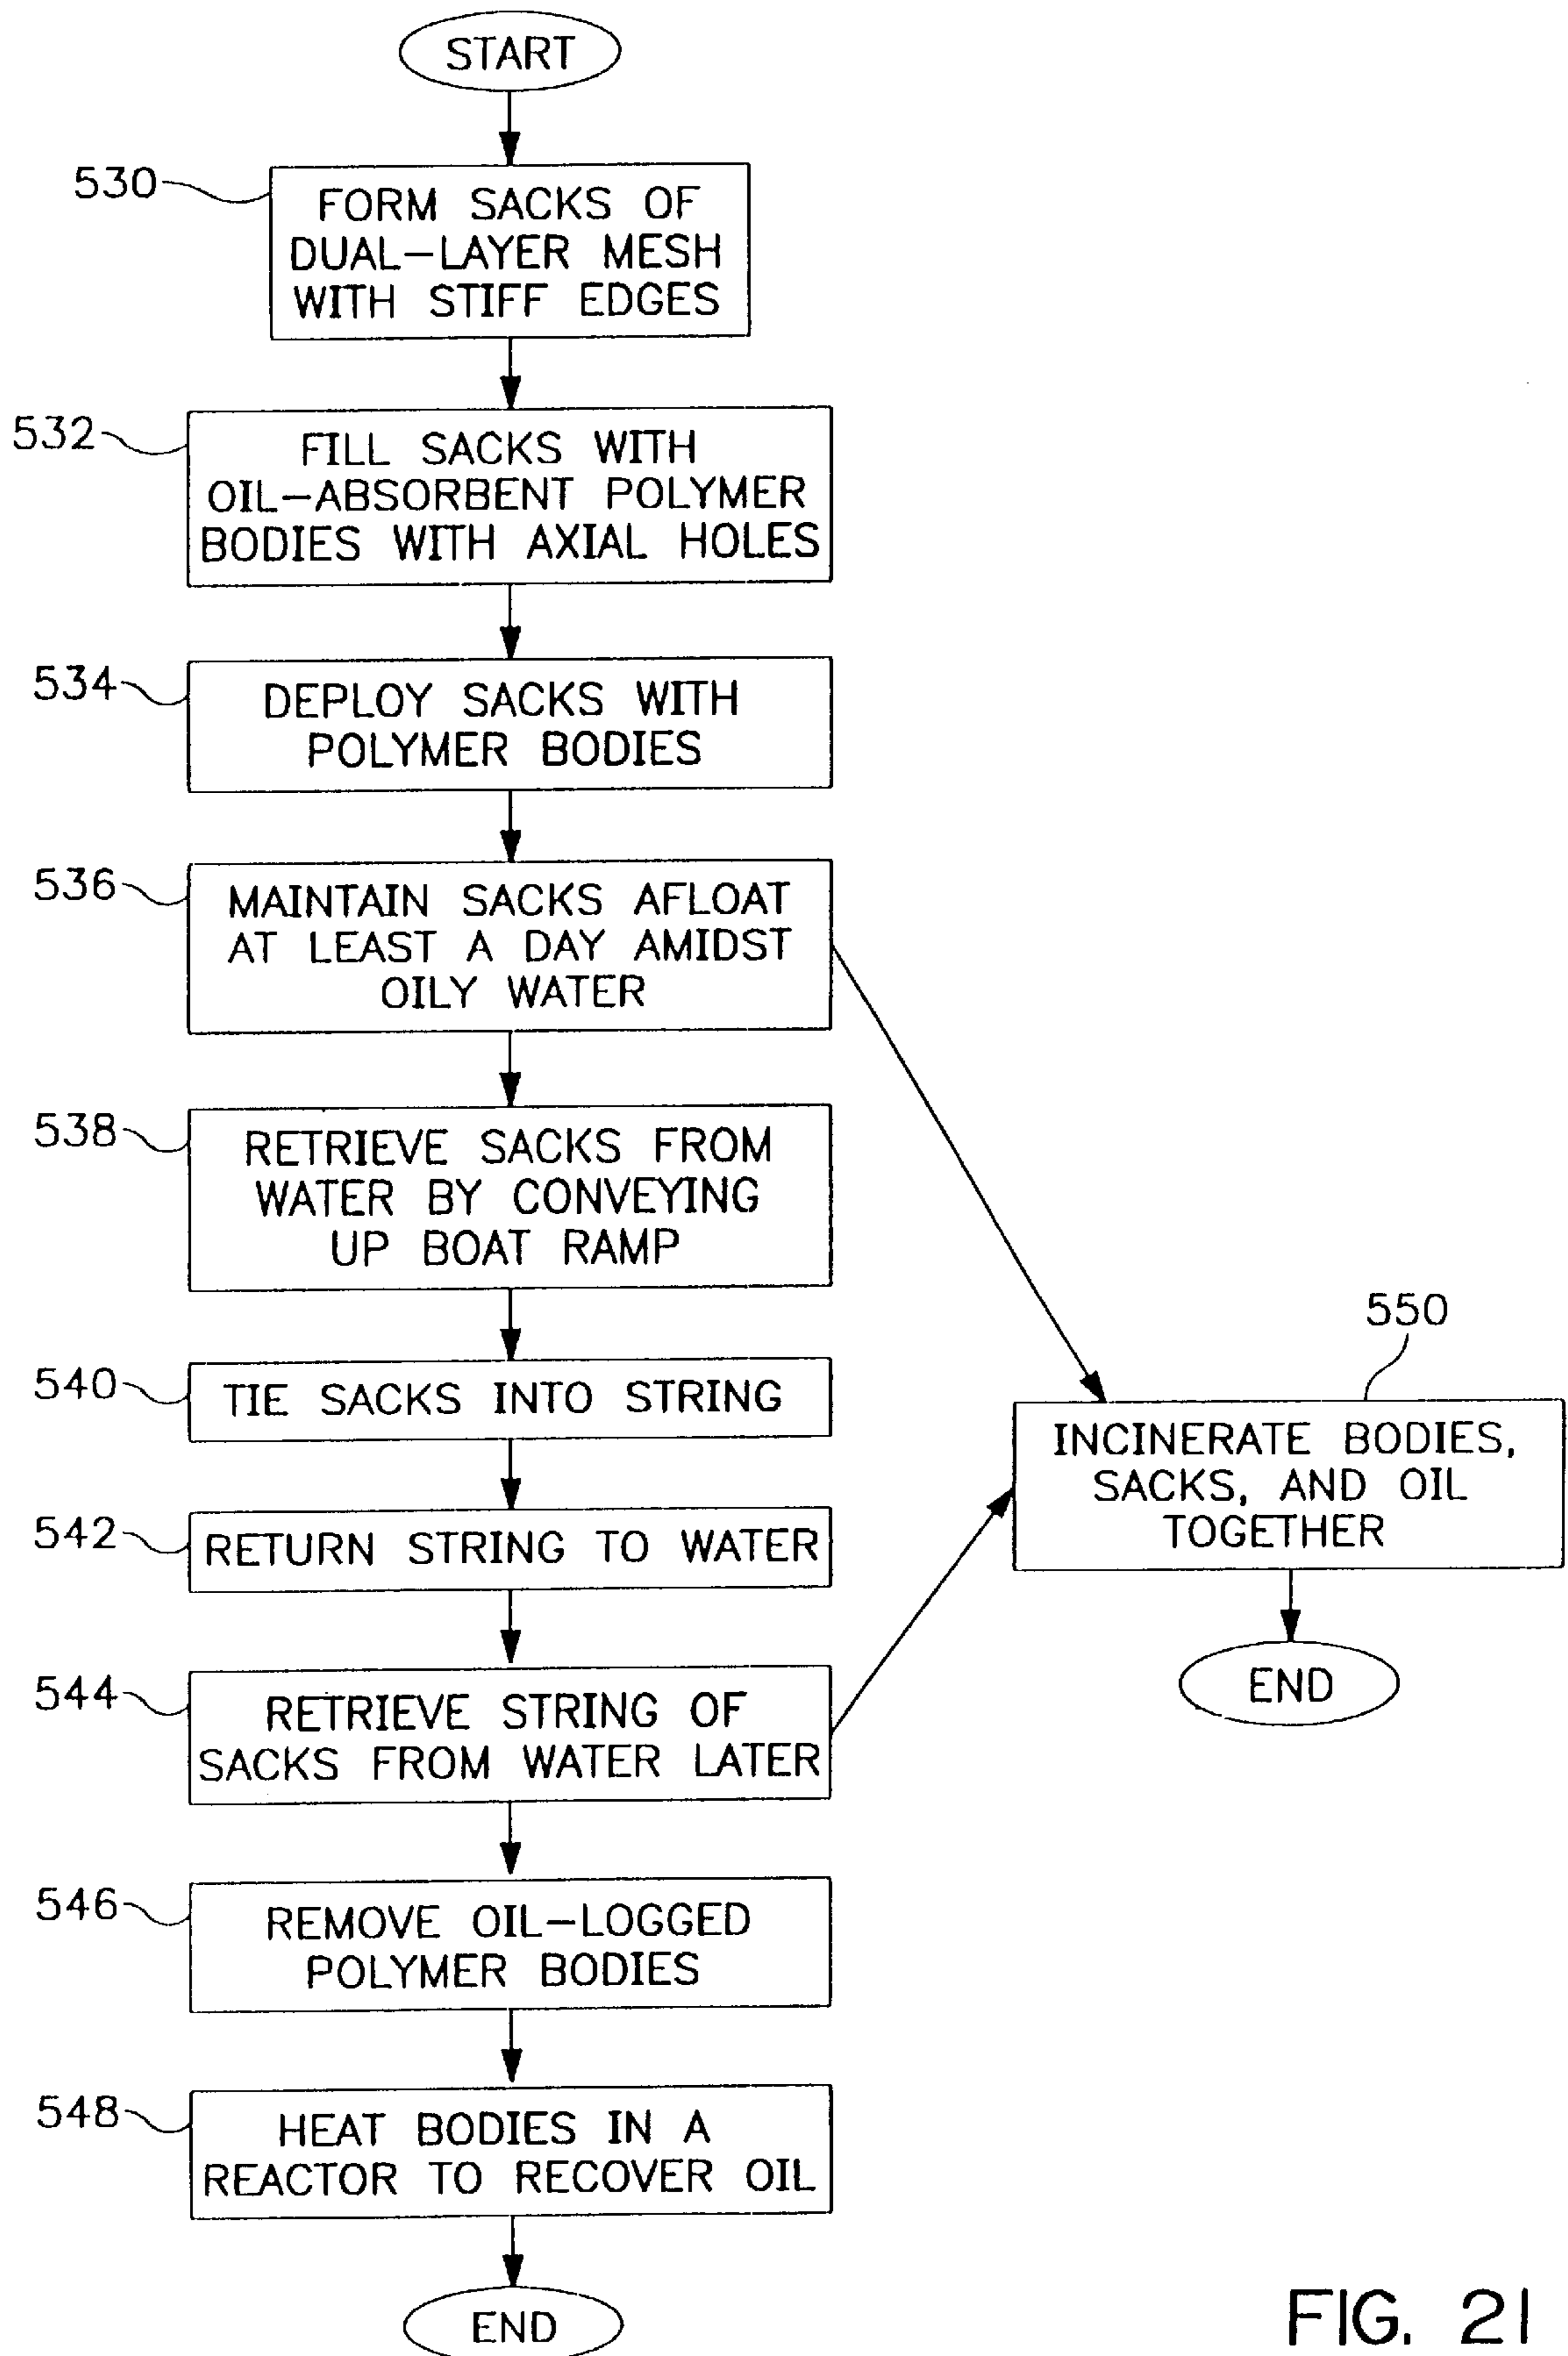 START
530
FORM SACKS OF
DUAL-LAYER MESH
WITH STIFF EDGES
532
FILL SACKS WITH
OIL-ABSORBENT POLYMER
BODIES WITH AXIAL HOLES
534
DEPLOY SACKS WITH
POLYMER BODIES
536
MAINTAIN SACKS AFLOAT
AT LEAST A DAY AMIDST
OILY WATER
538
RETRIEVE SACKS FROM
WATER BY CONVEYING
UP BOAT RAMP
540
TIE SACKS INTO STRING
542
RETURN STRING TO WATER
544
RETRIEVE STRING OF
SACKS FROM WATER LATER
546
REMOVE OIL-LOGGED
POLYMER BODIES
548
HEAT BODIES IN A
REACTOR TO RECOVER OIL
END
550
INCINERATE BODIES,
SACKS, AND OIL
TOGETHER
END
FIG. 21